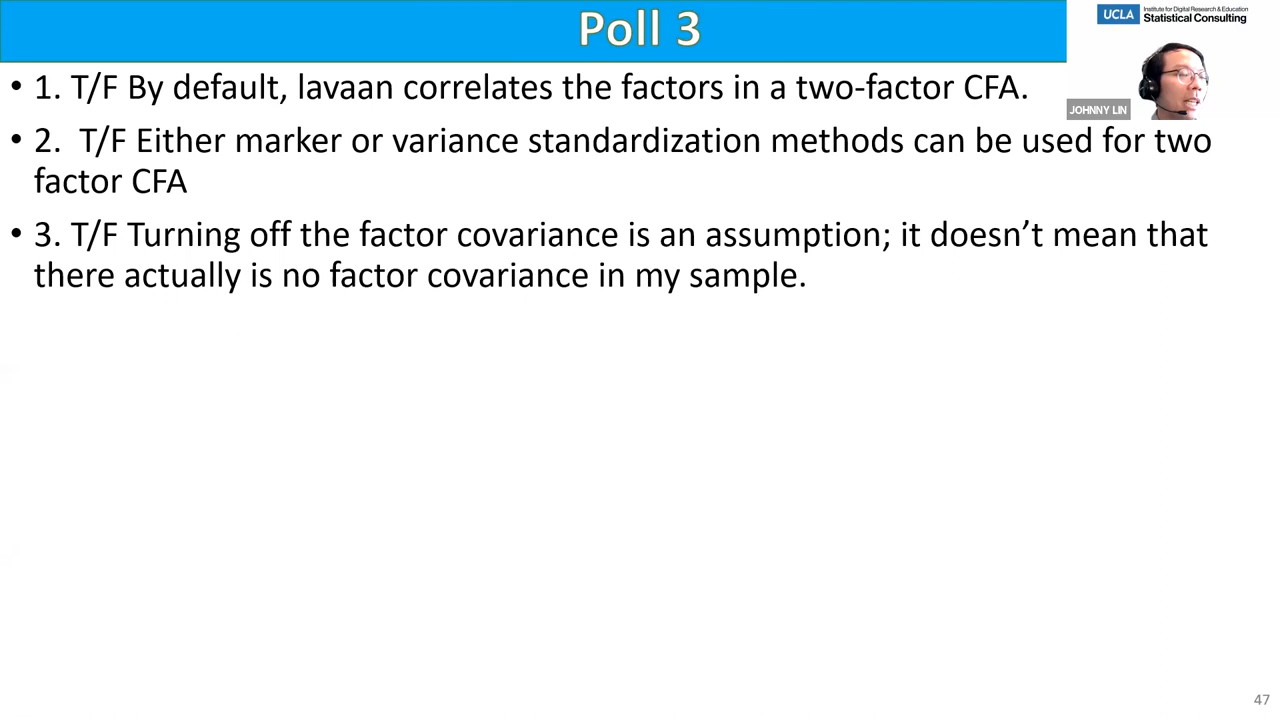 Poll 3
UCLA
Institute for Digital Research & Education
Statistical Consulting
JOHNNY LIN
• 1. T/F By default, lavaan correlates the factors in a two-factor CFA.
• 2. T/F Either marker or variance standardization methods can be used for two
factor CFA
• 3. T/F Turning off the factor covariance is an assumption; it doesn’t mean that
there actually is no factor covariance in my sample.
47